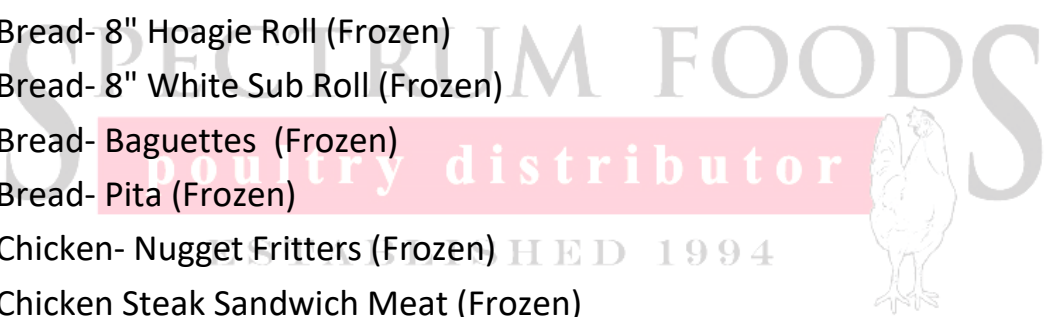 SPECTRUM FOODS
poultry distributor
ESTABLISHED 1994
Bread- 8" Hoagie Roll (Frozen)
Bread- 8" White Sub Roll (Frozen)
Bread- Baguettes  (Frozen)
Bread- Pita (Frozen)
Chicken- Nugget Fritters (Frozen)
Chicken Steak Sandwich Meat (Frozen)